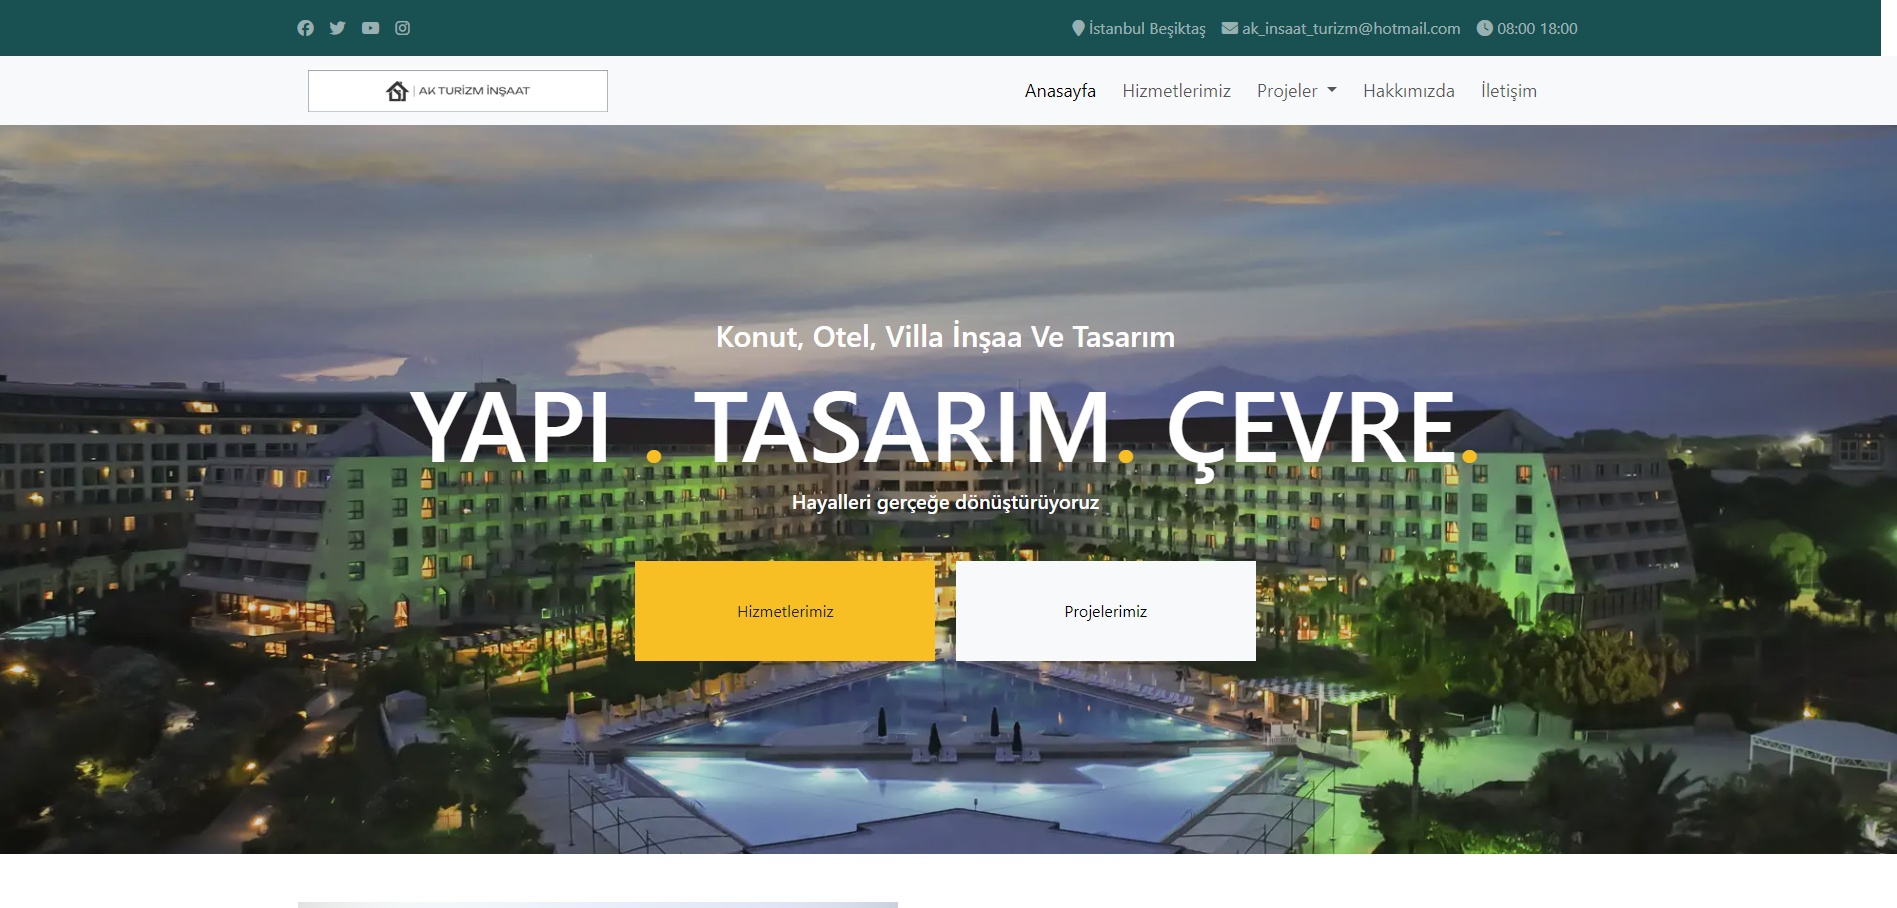 İstanbul Beşiktaş ak_insaat_turizm@hotmail.com 08:00 18:00
AK TURİZM İNŞAAT
Anasayfa Hizmetlerimiz Projeler Hakkımızda İletişim
Konut, Otel, Villa İnşaa Ve Tasarım
YAPI . TASARIM. ÇEVRE.
Hayalleri gerçeğe dönüştürüyoruz
Hizmetlerimiz Projelerimiz